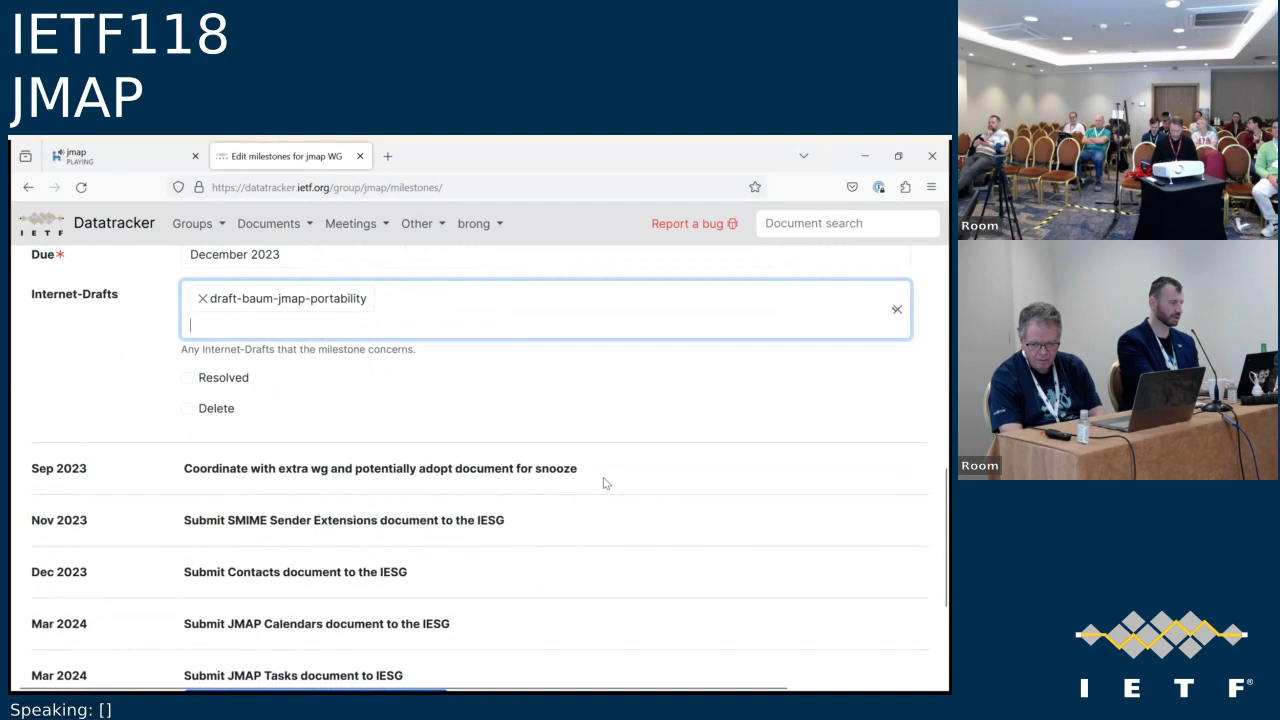 IETF118
JMAP
jmap
PLAYING
Edit milestones for jmap WG
https://datatracker.ietf.org/group/jmap/milestones/
I E T F
Datatracker
Groups
Documents
Meetings
Other
brong
Report a bug
Document search
Due*
December 2023
Internet-Drafts
draft-baum-jmap-portability
Any Internet-Drafts that the milestone concerns.
Resolved
Delete
Sep 2023
Coordinate with extra wg and potentially adopt document for snooze
Nov 2023
Submit SMIME Sender Extensions document to the IESG
Dec 2023
Submit Contacts document to the IESG
Mar 2024
Submit JMAP Calendars document to the IESG
Mar 2024
Submit JMAP Tasks document to IESG
Room
Room
I E T F®
Speaking: []